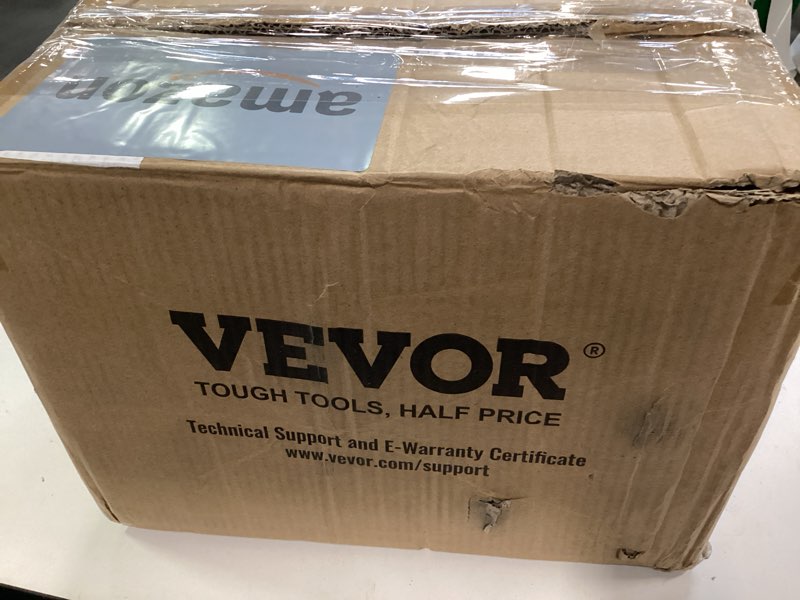 amazon
VEVOR®
TOUGH TOOLS, HALF PRICE
Technical Support and E-Warranty Certificate
www.vevor.com/support